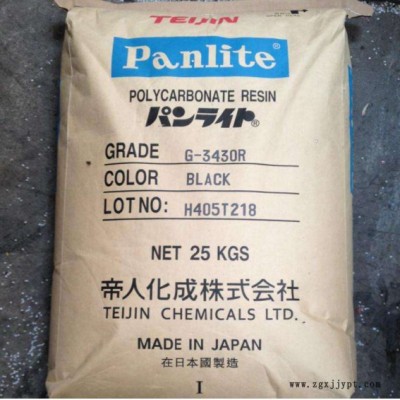 TEIJIN
Panlite®
POLYCARBONATE RESIN
パンライト®
GRADE G-3430R
COLOR BLACK
LOT NO: H405T218
NET 25 KGS
帝人化成株式会社
TEIJIN CHEMICALS LTD.
MADE IN JAPAN
在日本國製造
I
www.zgxjjypt.com